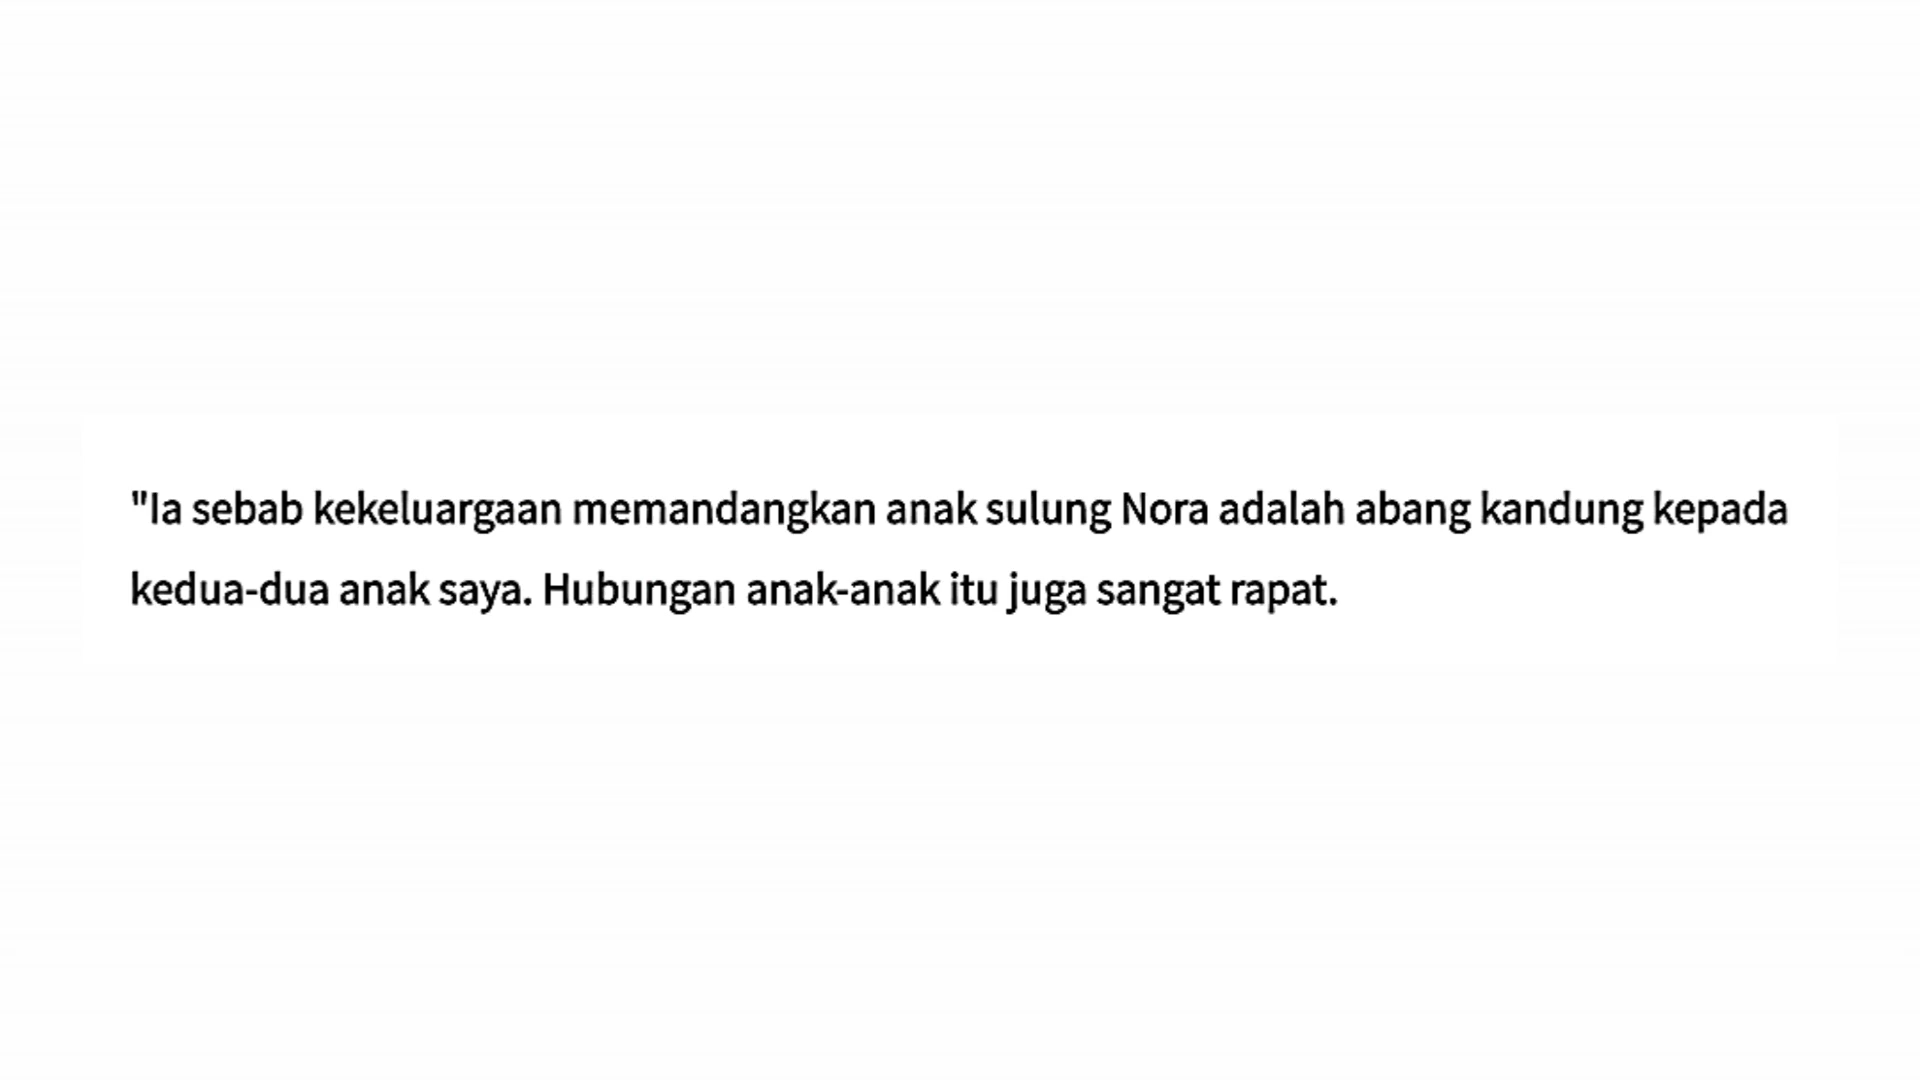 "Ia sebab kekeluargaan memandangkan anak sulung Nora adalah abang kandung kepada
kedua-dua anak saya. Hubungan anak-anak itu juga sangat rapat.